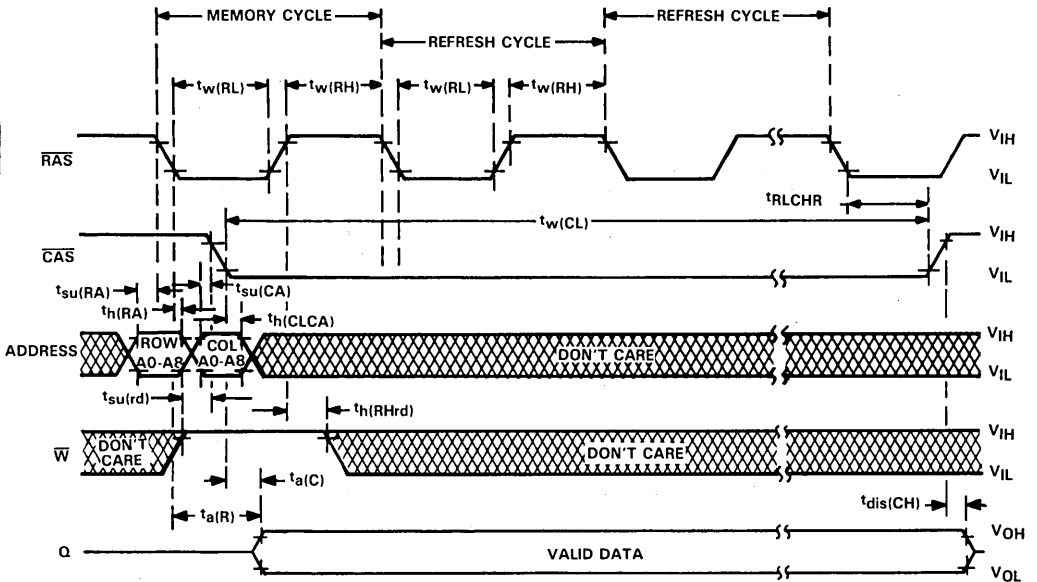 MEMORY CYCLE
REFRESH CYCLE
REFRESH CYCLE
tw(RL)
tw(RH)
tw(RL)
tw(RH)
RAS
VIH
VIL
tRLCHR
tw(CL)
CAS
VIH
VIL
tsu(RA)
tsu(CA)
th(RA)
th(CLCA)
ADDRESS
ROW
A0-A8
COL
A0-A8
DON'T CARE
VIH
VIL
tsu(rd)
th(RHrd)
W
DON'T
CARE
DON'T CARE
VIH
VIL
ta(C)
ta(R)
tdis(CH)
Q
VALID DATA
VOH
VOL